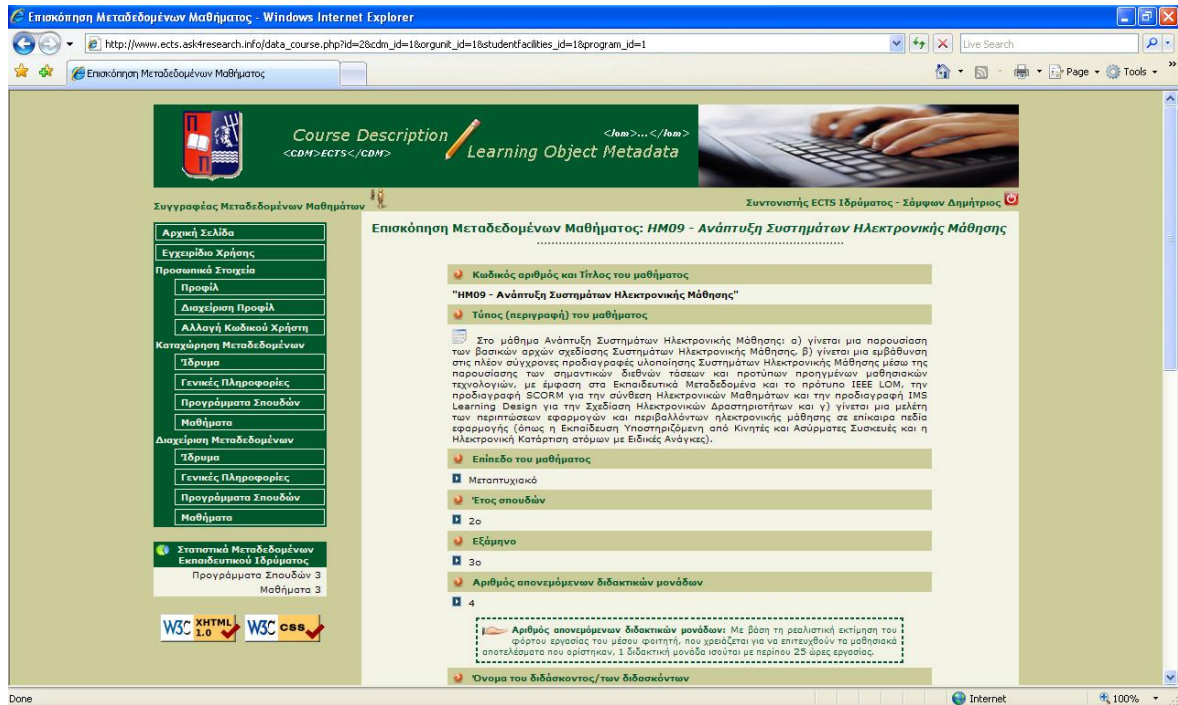 Επισκόπηση Μεταδεδομένων Μαθήματος - Windows Internet Explorer
http://www.ects.ask4research.info/data_course.php?id=2&cdm_id=1&orgunit_id=1&studentfacilities_id=1&program_id=1
Live Search
Επισκόπηση Μεταδεδομένων Μαθήματος
Page
Tools
Course Description
<CDM>ECTS</CDM>
<lom>...</lom>
Learning Object Metadata
Συγγραφέας Μεταδεδομένων Μαθημάτων
Συντονιστής ECTS Ιδρύματος - Σάμψων Δημήτριος
Αρχική Σελίδα
Εγχειρίδιο Χρήσης
Προσωπικά Στοιχεία
Προφίλ
Διαχείριση Προφίλ
Αλλαγή Κωδικού Χρήστη
Καταχώρηση Μεταδεδομένων
Ίδρυμα
Γενικές Πληροφορίες
Προγράμματα Σπουδών
Μαθήματα
Διαχείριση Μεταδεδομένων
Ίδρυμα
Γενικές Πληροφορίες
Προγράμματα Σπουδών
Μαθήματα
Στατιστικά Μεταδεδομένων
Εκπαιδευτικού Ιδρύματος
Προγράμματα Σπουδών 3
Μαθήματα 3
W3C XHTML 1.0
W3C css
Επισκόπηση Μεταδεδομένων Μαθήματος: ΗΜ09 - Ανάπτυξη Συστημάτων Ηλεκτρονικής Μάθησης
Κωδικός αριθμός και Τίτλος του μαθήματος
"ΗΜ09 - Ανάπτυξη Συστημάτων Ηλεκτρονικής Μάθησης"
Τύπος (περιγραφή) του μαθήματος
Στο μάθημα Ανάπτυξη Συστημάτων Ηλεκτρονικής Μάθησης: α) γίνεται μια παρουσίαση
των βασικών αρχών σχεδίασης Συστημάτων Ηλεκτρονικής Μάθησης, β) γίνεται μια εμβάθυνση
στις πλέον σύγχρονες προδιαγραφές υλοποίησης Συστημάτων Ηλεκτρονικής Μάθησης μέσω της
παρουσίασης των σημαντικών διεθνών τάσεων και προτύπων προηγμένων μαθησιακών
τεχνολογιών, με έμφαση στα Εκπαιδευτικά Μεταδεδομένα και το πρότυπο IEEE LOM, την
προδιαγραφή SCORM για την σύνθεση Ηλεκτρονικών Μαθημάτων και την προδιαγραφή IMS
Learning Design για την Σχεδίαση Ηλεκτρονικών Δραστηριοτήτων και γ) γίνεται μια μελέτη
των περιπτώσεων εφαρμογών και περιβαλλόντων ηλεκτρονικής μάθησης σε επίκαιρα πεδία
εφαρμογής (όπως η Εκπαίδευση Υποστηριζόμενη από Κινητές και Ασύρματες Συσκευές και η
Ηλεκτρονική Κατάρτιση ατόμων με Ειδικές Ανάγκες).
Επίπεδο του μαθήματος
Μεταπτυχιακό
Έτος σπουδών
2ο
Εξάμηνο
3ο
Αριθμός απονεμόμενων διδακτικών μονάδων
4
Αριθμός απονεμόμενων διδακτικών μονάδων: Με βάση τη ρεαλιστική εκτίμηση του
φόρτου εργασίας του μέσου φοιτητή, που χρειάζεται για να επιτευχθούν τα μαθησιακά
αποτελέσματα που ορίστηκαν, 1 διδακτική μονάδα ισούται με περίπου 25 ώρες εργασίας.
Όνομα του διδάσκοντος/των διδασκόντων
Done
Internet
100%